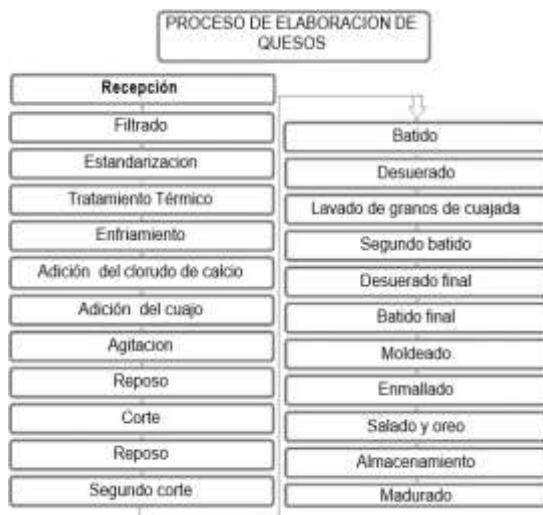 PROCESO DE ELABORACION DE
QUESOS
Recepción
Filtrado
Estandarizacion
Tratamiento Térmico
Enfriamiento
Adición del clorudo de calcio
Adición del cuajo
Agitacion
Reposo
Corte
Reposo
Segundo corte
Batido
Desuerado
Lavado de granos de cuajada
Segundo batido
Desuerado final
Batido final
Moldeado
Enmallado
Salado y oreo
Almacenamiento
Madurado